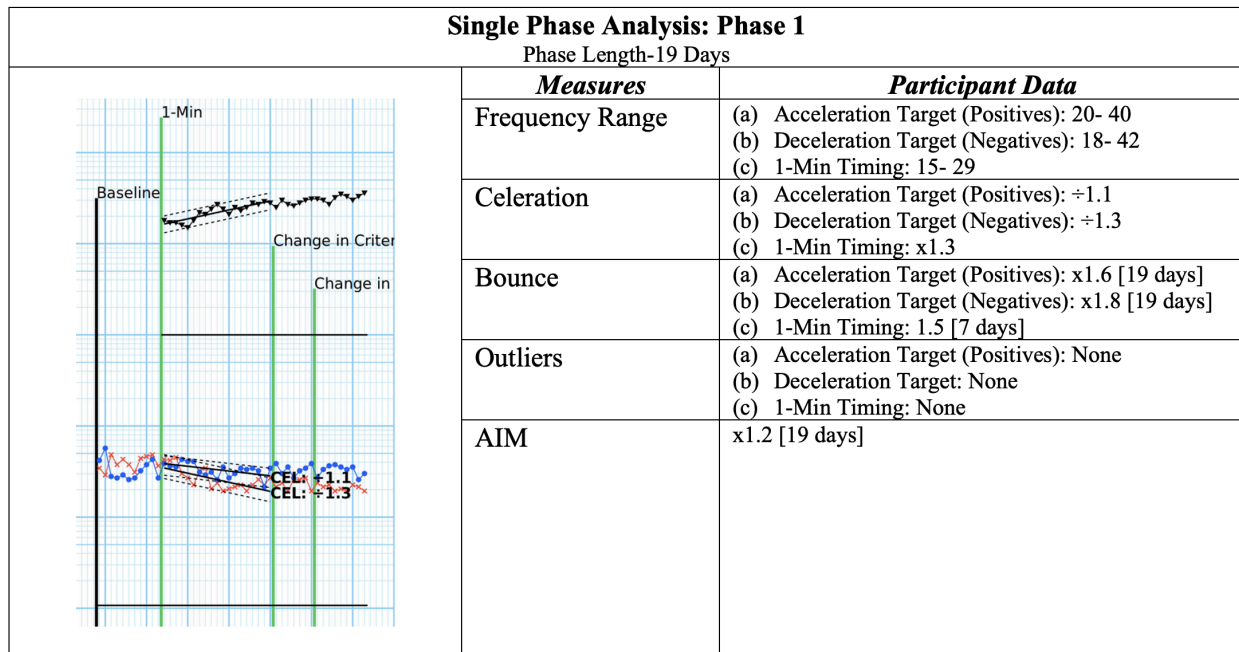 Single Phase Analysis: Phase 1
Phase Length-19 Days
1-Min
Baseline
Change in Criter
Change in
CEL: ÷1.1
CEL: ÷1.3
Measures
Participant Data
Frequency Range
(a) Acceleration Target (Positives): 20- 40
(b) Deceleration Target (Negatives): 18- 42
(c) 1-Min Timing: 15- 29
Celeration
(a) Acceleration Target (Positives): ÷1.1
(b) Deceleration Target (Negatives): ÷1.3
(c) 1-Min Timing: x1.3
Bounce
(a) Acceleration Target (Positives): x1.6 [19 days]
(b) Deceleration Target (Negatives): x1.8 [19 days]
(c) 1-Min Timing: 1.5 [7 days]
Outliers
(a) Acceleration Target (Positives): None
(b) Deceleration Target: None
(c) 1-Min Timing: None
AIM
x1.2 [19 days]